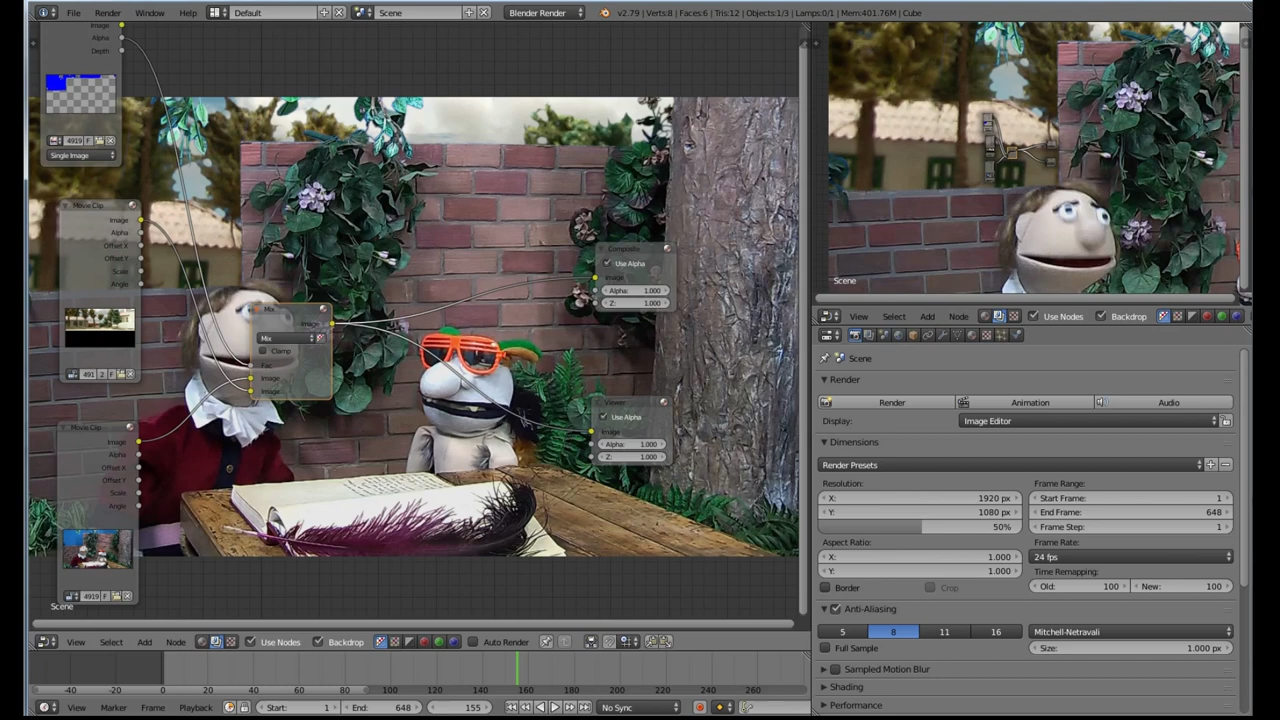 File Render Window Help Default Scene Blender Render v2.79 | Verts:8 | Faces:6 | Tris:12 | Objects:1/3 | Lamps:0/1 | Mem:401.76M | Cube
Image
Alpha
Depth
4919 F
Single Image
Movie Clip
Image
Alpha
Offset X
Offset Y
Scale
Angle
491 2 F
Movie Clip
Image
Alpha
Offset X
Offset Y
Scale
Angle
4919 F
Scene
Mix
Image
Mix
Clamp
Fac
Image
Image
Composite
Use Alpha
Image
Alpha: 1.000
Z: 1.000
Viewer
Use Alpha
Image
Alpha: 1.000
Z: 1.000
View Select Add Node Use Nodes Backdrop Auto Render
-40 -20 0 20 40 60 80 100 120 140 160 180 200 220 240 260
View Marker Frame Playback Start: 1 End: 648 155 No Sync
Scene
View Select Add Node Use Nodes Backdrop
Scene
Render
Render Animation Audio
Display: Image Editor
Dimensions
Render Presets
Resolution: Frame Range:
X: 1920 px Start Frame: 1
Y: 1080 px End Frame: 648
50% Frame Step: 1
Aspect Ratio: Frame Rate:
X: 1.000 24 fps
Y: 1.000 Time Remapping:
Border Crop Old: 100 New: 100
Anti-Aliasing
5 8 11 16 Mitchell-Netravali
Full Sample Size: 1.000 px
Sampled Motion Blur
Shading
Performance